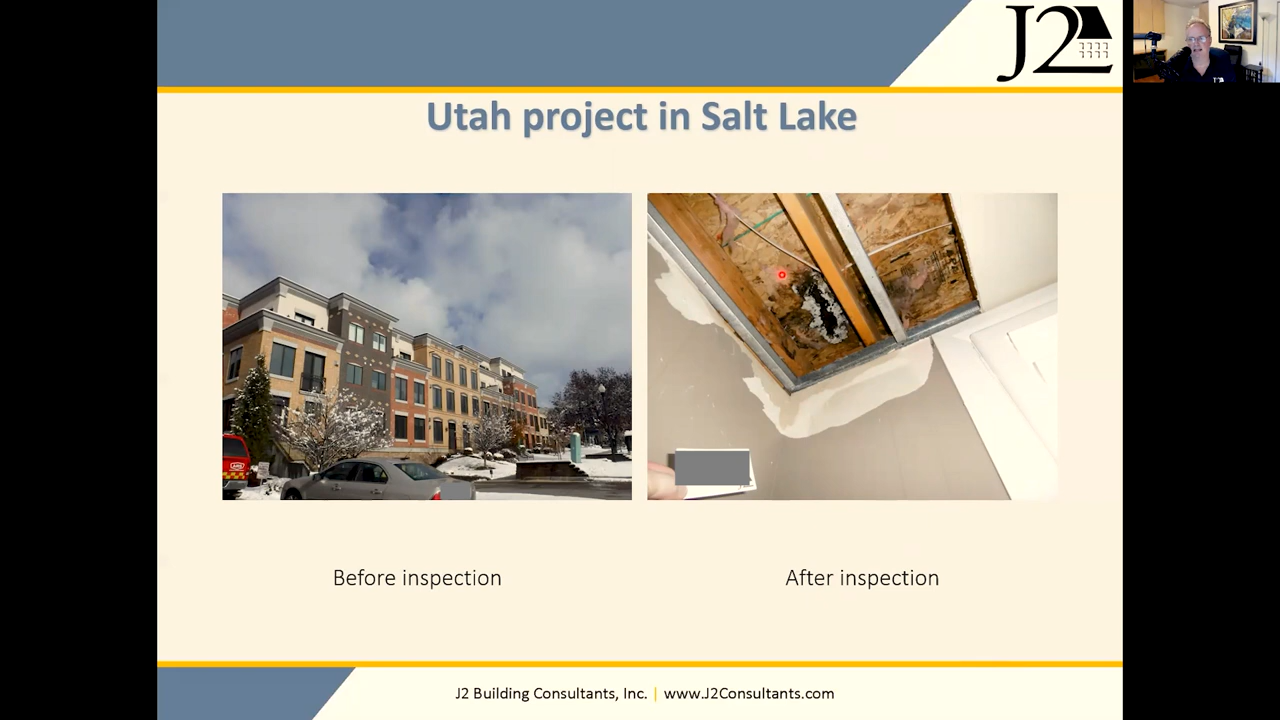 J2
Utah project in Salt Lake
Before inspection
After inspection
J2 Building Consultants, Inc. | www.J2Consultants.com